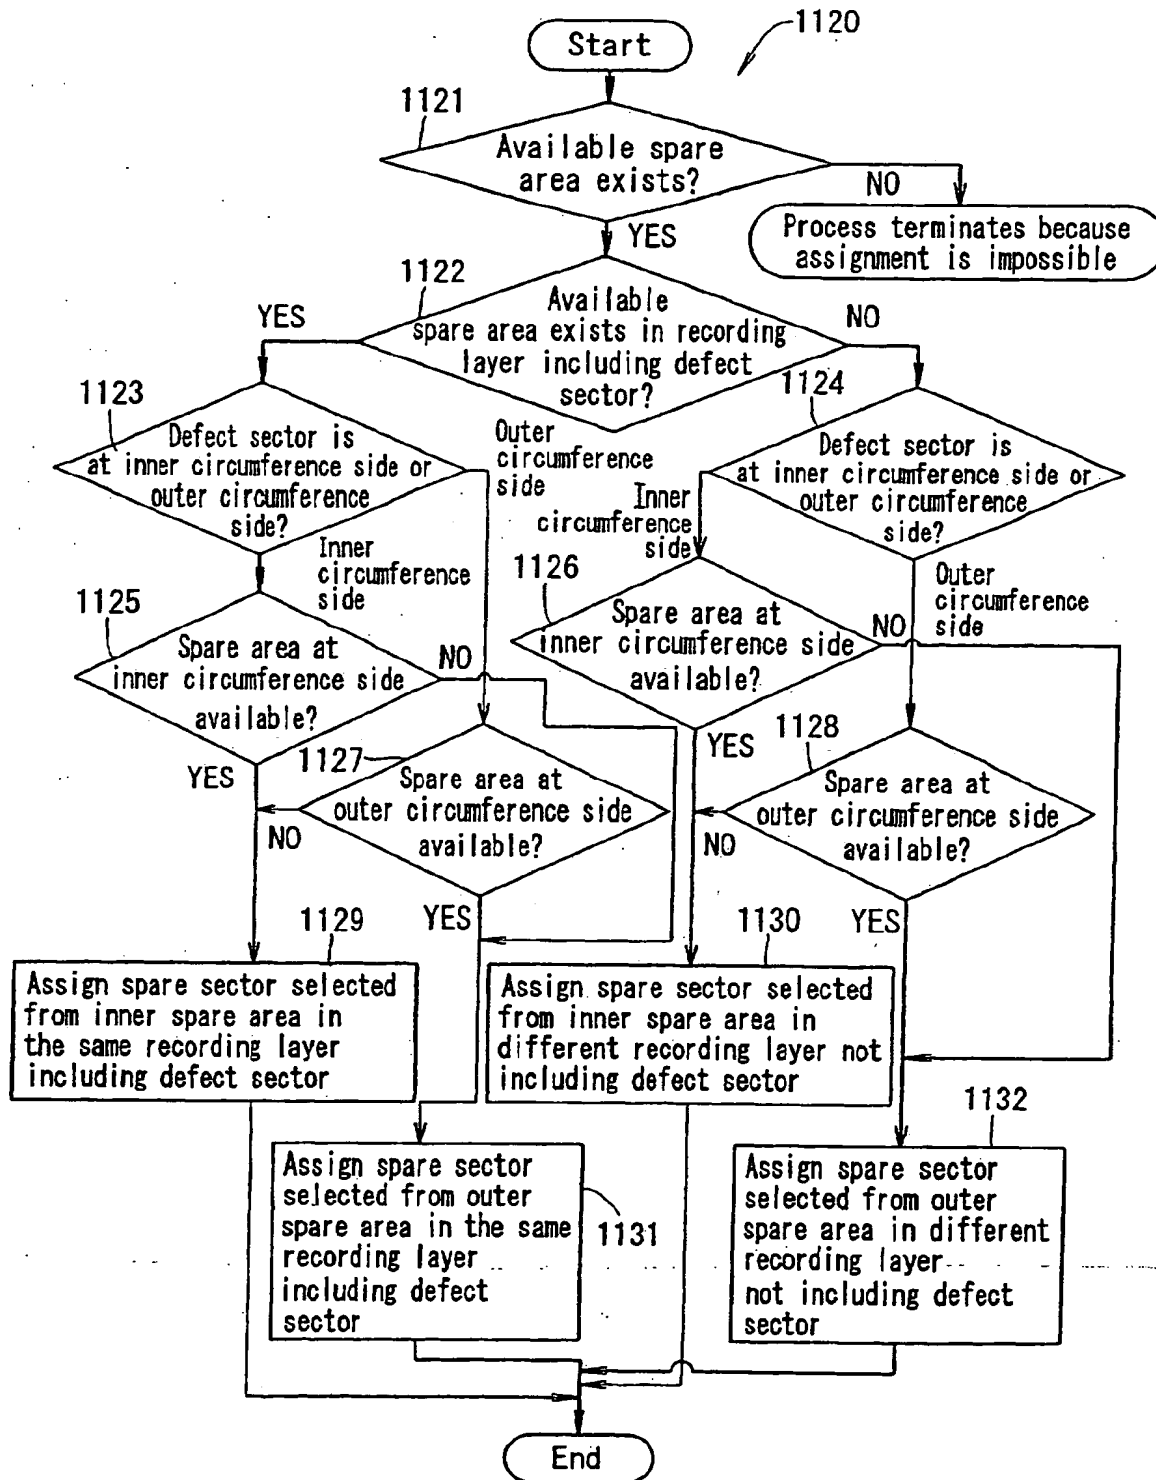 Start
1120
1121
Available spare
area exists?
NO
YES
Process terminates because
assignment is impossible
1122
Available
spare area exists in recording
layer including defect
sector?
YES
NO
1123
Defect sector is
at inner circumference side or
outer circumference
side?
Outer
circumference
side
Inner
circumference
side
1124
Defect sector is
at inner circumference side or
outer circumference
side?
Inner
circumference
side
Outer
circumference
side
1125
Spare area at
inner circumference side
available?
NO
YES
1126
Spare area at
inner circumference side
available?
NO
YES
1127
Spare area at
outer circumference side
available?
NO
YES
1128
Spare area at
outer circumference side
available?
NO
YES
1129
Assign spare sector selected
from inner spare area in
the same recording layer
including defect sector
1130
Assign spare sector selected
from inner spare area in
different recording layer not
including defect sector
1131
Assign spare sector
selected from outer
spare area in the same
recording layer
including defect
sector
1132
Assign spare sector
selected from outer
spare area in different
recording layer
not including defect
sector
End